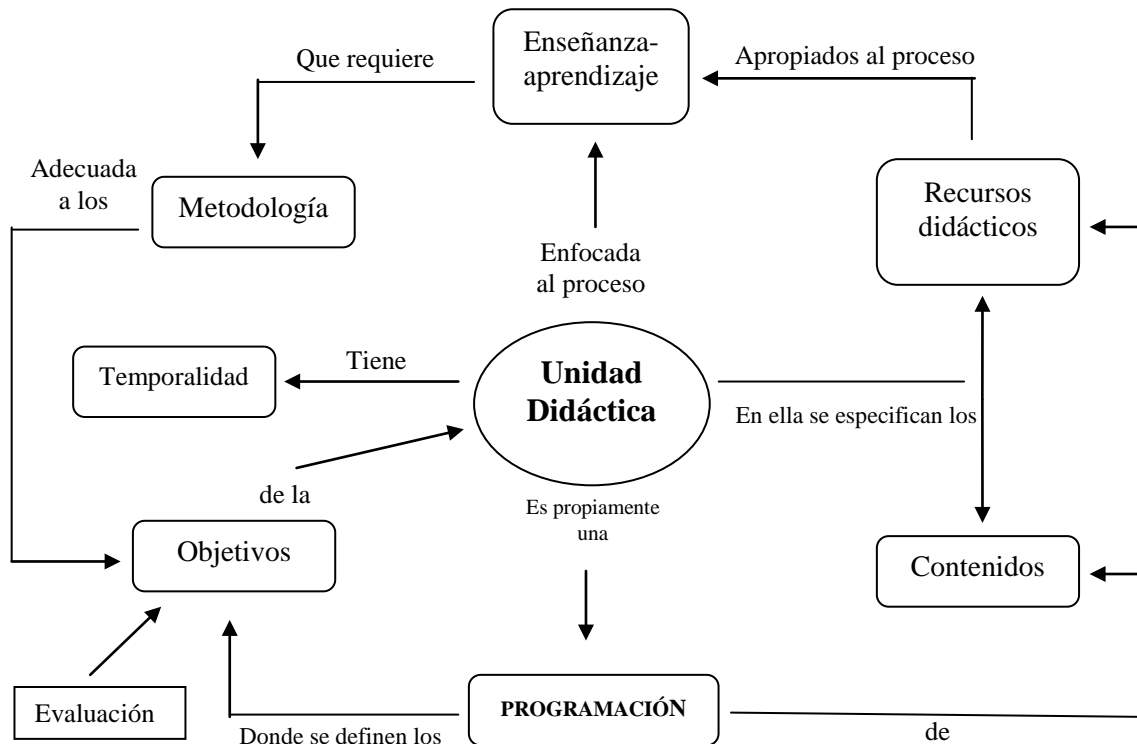 Enseñanza-
aprendizaje
Que requiere
Apropiados al proceso
Adecuada
a los
Metodología
Recursos
didácticos
Enfocada
al proceso
Temporalidad
Tiene
Unidad
Didáctica
En ella se especifican los
de la
Es propiamente
una
Objetivos
Contenidos
Evaluación
PROGRAMACIÓN
Donde se definen los
de